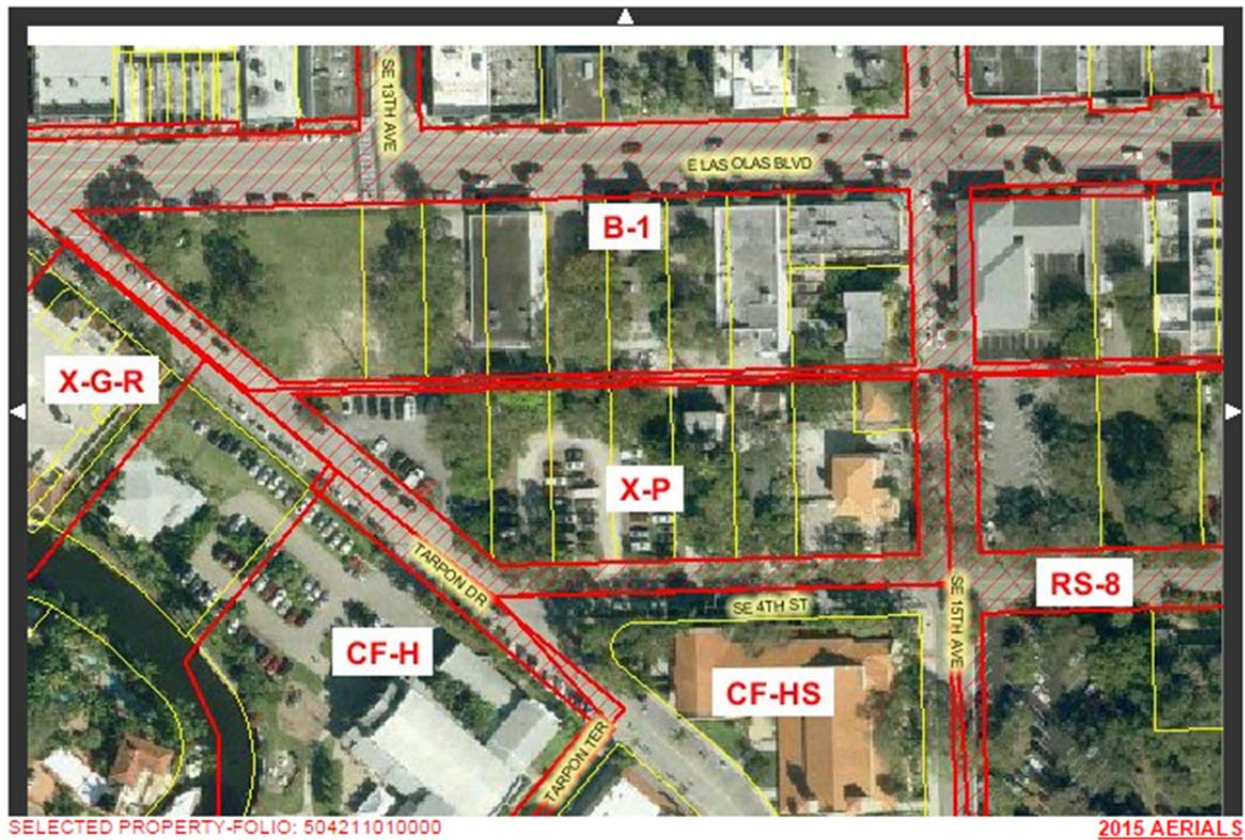 SE 13TH AVE
E LAS OLAS BLVD
B-1
X-G-R
X-P
TARPON DR
RS-8
SE 4TH ST
SE 15TH AVE
CF-H
CF-HS
TARPON TER
SELECTED PROPERTY-FOLIO: 504211010000
2015 AERIALS